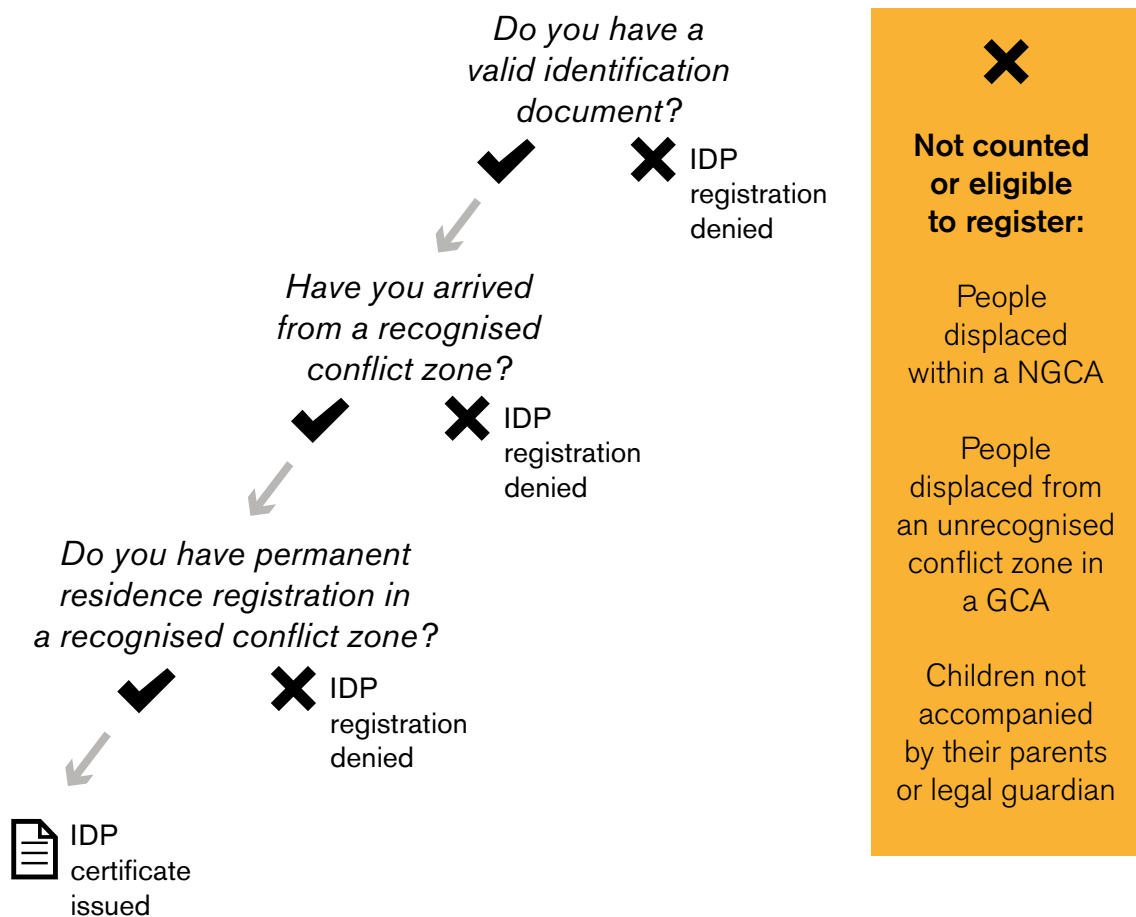 Do you have a
valid identification
document?
IDP
registration
denied
Have you arrived
from a recognised
conflict zone?
IDP
registration
denied
Do you have permanent
residence registration in
a recognised conflict zone?
IDP
registration
denied
IDP
certificate
issued
Not counted
or eligible
to register:
People
displaced
within a NGCA
People
displaced from
an unrecognised
conflict zone in
a GCA
Children not
accompanied
by their parents
or legal guardian